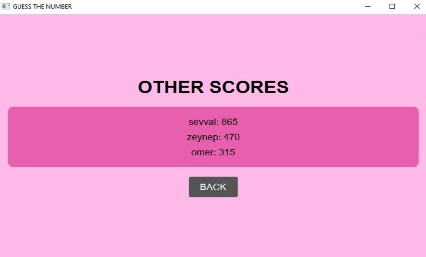 GUESS THE NUMBER
OTHER SCORES
sevval: 865
zeynep: 470
omer: 315
BACK